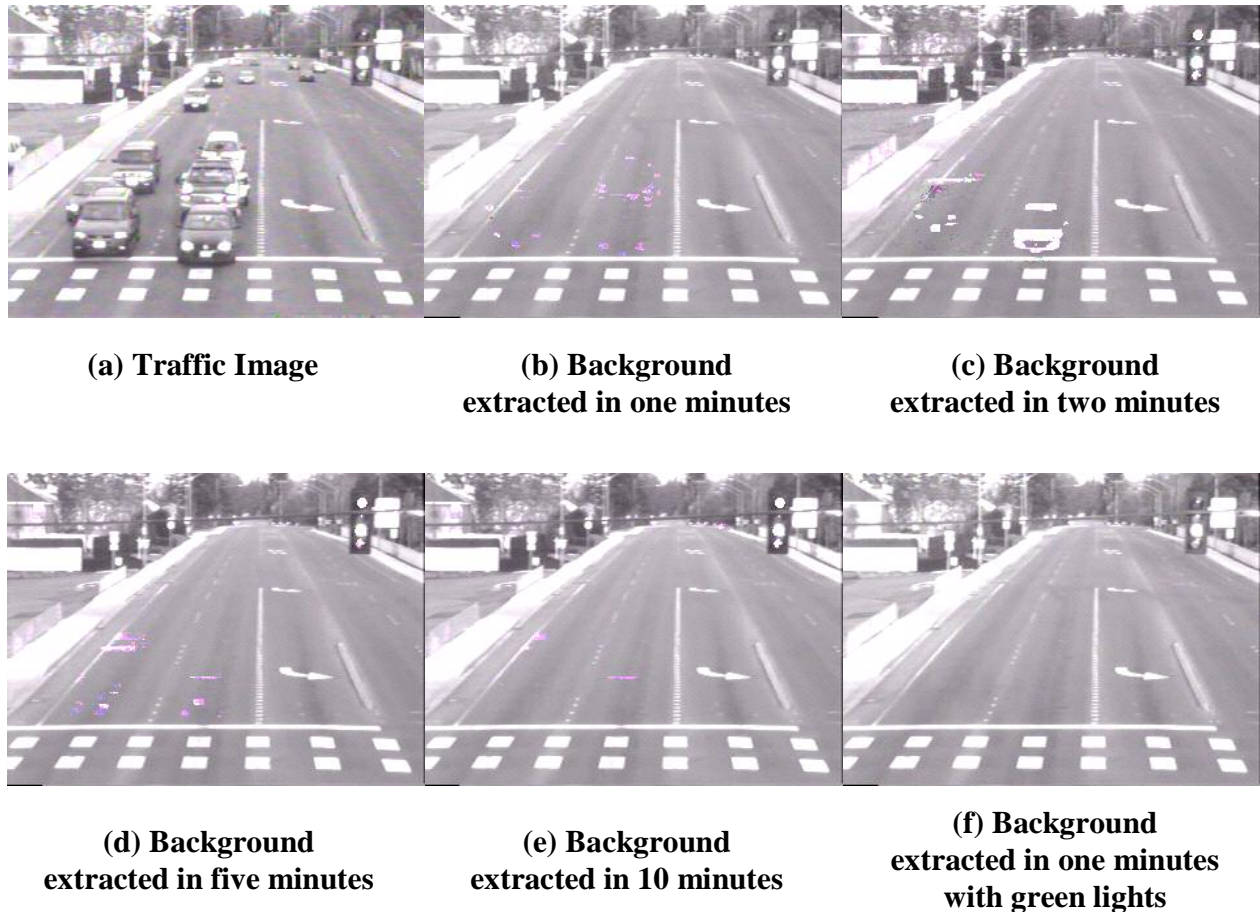 (a) Traffic Image
(b) Background
extracted in one minutes
(c) Background
extracted in two minutes
(d) Background
extracted in five minutes
(e) Background
extracted in 10 minutes
(f) Background
extracted in one minutes
with green lights